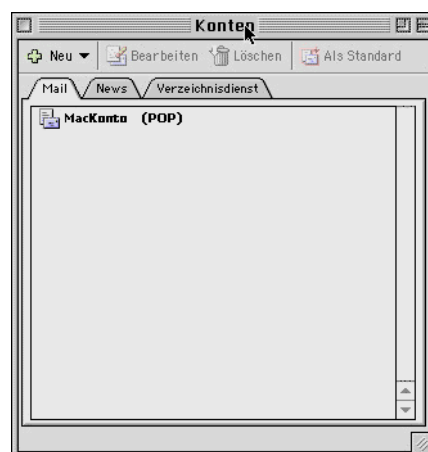 Konten
Neu Bearbeiten Löschen Als Standard
Mail News Verzeichnisdienst
MacKonto (POP)